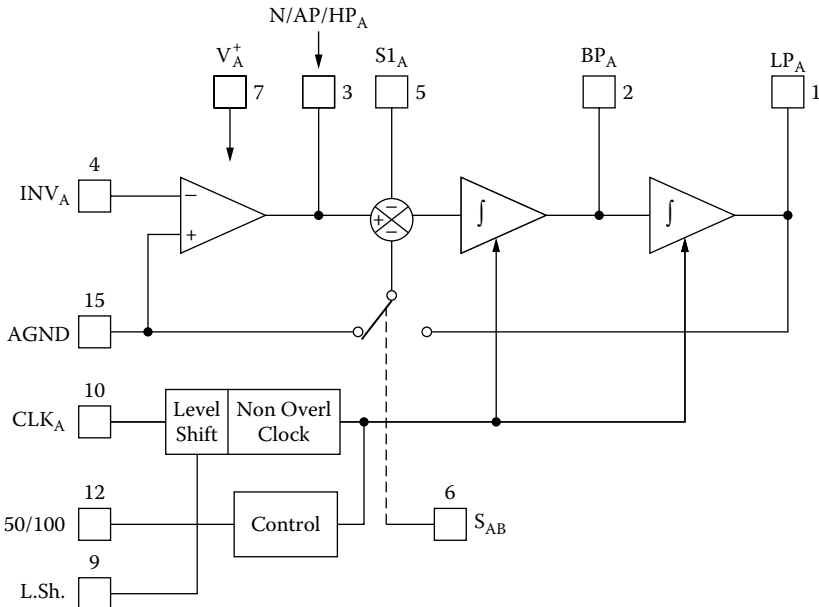 N/AP/HP_A
V_A^+
S1_A
BP_A
LP_A
7
3
5
2
1
4
INV_A
−
+
−
+
−
∫
∫
15
AGND
10
CLK_A
Level
Shift
Non Overl
Clock
12
50/100
Control
6
S_AB
9
L.Sh.